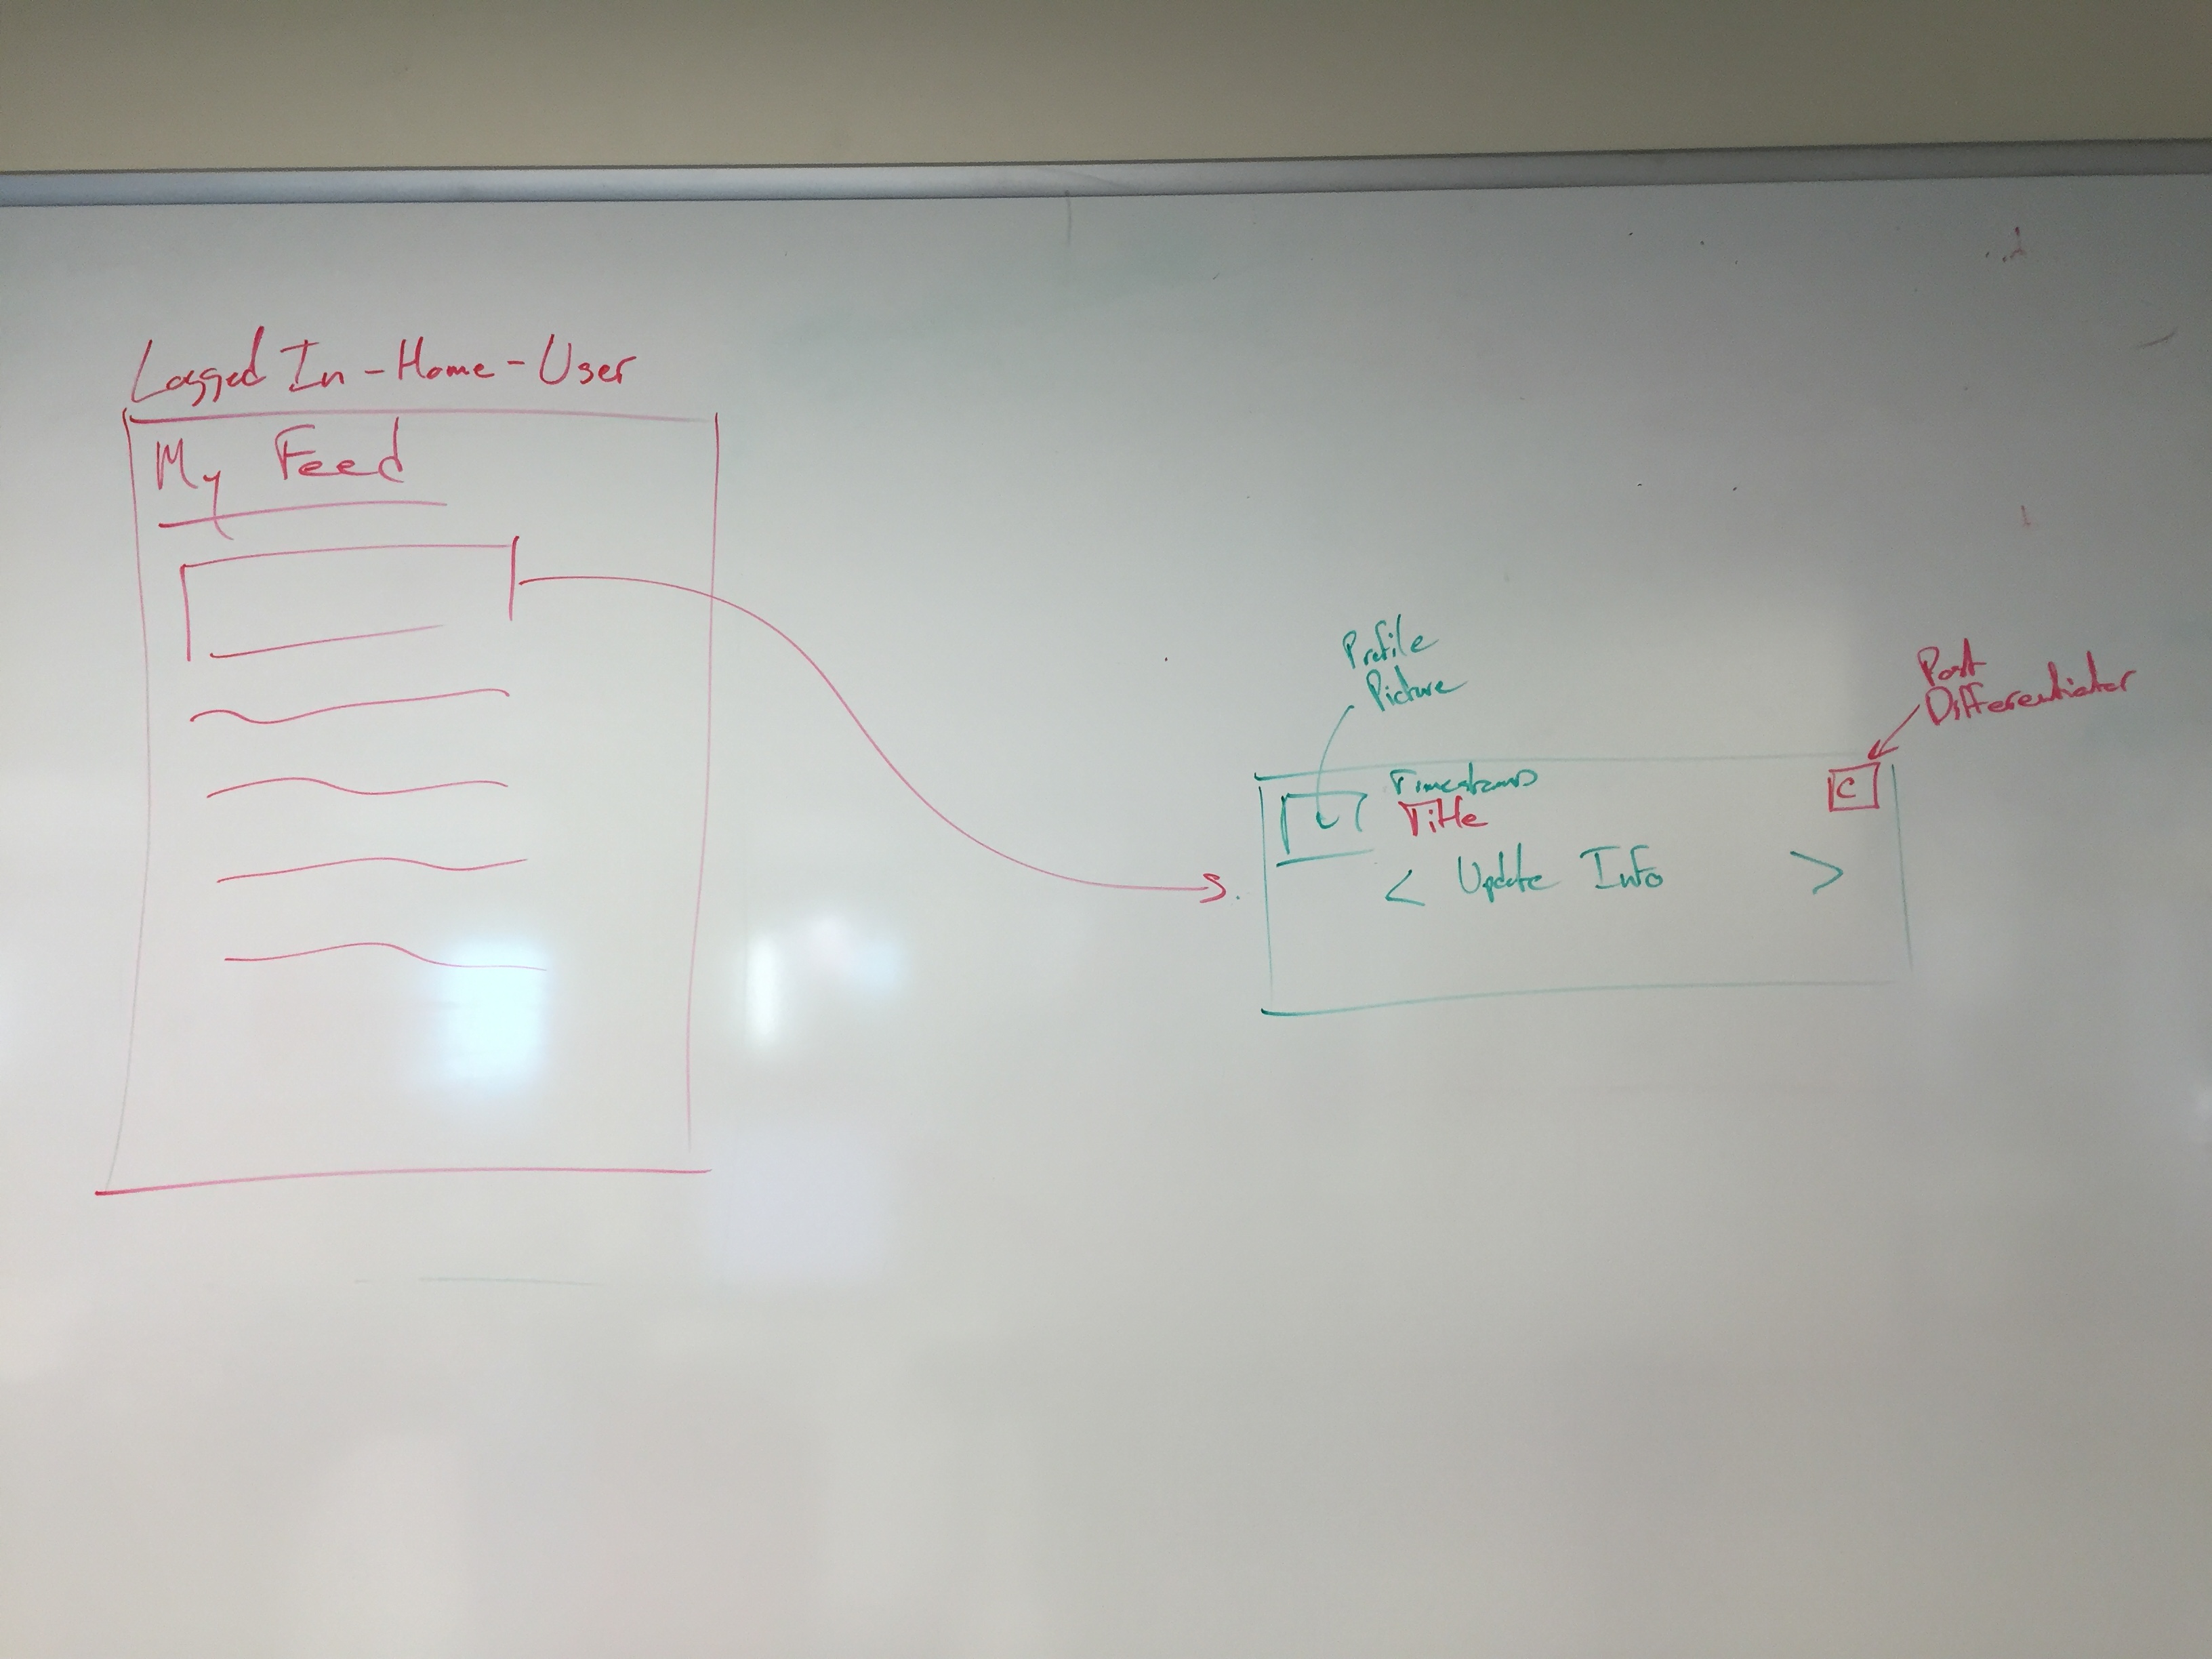 Logged In - Home - User
My Feed
Profile
Picture
Post
Differentiator
Timestamp
Title
C
< Update Info >